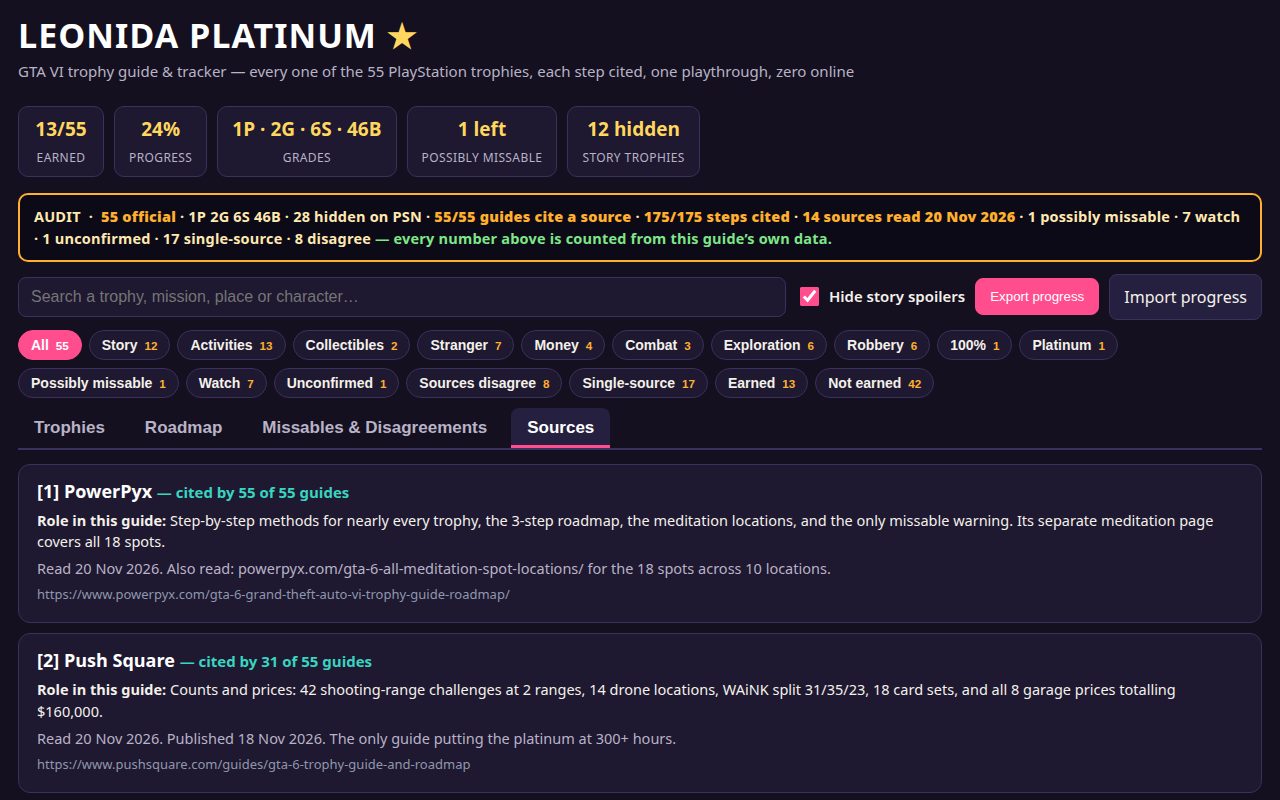 LEONIDA PLATINUM ★
GTA VI trophy guide & tracker — every one of the 55 PlayStation trophies, each step cited, one playthrough, zero online
13/55
EARNED
24%
PROGRESS
1P · 2G · 6S · 46B
GRADES
1 left
POSSIBLY MISSABLE
12 hidden
STORY TROPHIES
AUDIT · 55 official · 1P 2G 6S 46B · 28 hidden on PSN · 55/55 guides cite a source · 175/175 steps cited · 14 sources read 20 Nov 2026 · 1 possibly missable · 7 watch
· 1 unconfirmed · 17 single-source · 8 disagree — every number above is counted from this guide’s own data.
Search a trophy, mission, place or character…
Hide story spoilers
Export progress
Import progress
All 55 Story 12 Activities 13 Collectibles 2 Stranger 7 Money 4 Combat 3 Exploration 6 Robbery 6 100% 1 Platinum 1
Possibly missable 1 Watch 7 Unconfirmed 1 Sources disagree 8 Single-source 17 Earned 13 Not earned 42
Trophies Roadmap Missables & Disagreements Sources
[1] PowerPyx — cited by 55 of 55 guides
Role in this guide: Step-by-step methods for nearly every trophy, the 3-step roadmap, the meditation locations, and the only missable warning. Its separate meditation page
covers all 18 spots.
Read 20 Nov 2026. Also read: powerpyx.com/gta-6-all-meditation-spot-locations/ for the 18 spots across 10 locations.
https://www.powerpyx.com/gta-6-grand-theft-auto-vi-trophy-guide-roadmap/
[2] Push Square — cited by 31 of 55 guides
Role in this guide: Counts and prices: 42 shooting-range challenges at 2 ranges, 14 drone locations, WAiNK split 31/35/23, 18 card sets, and all 8 garage prices totalling
$160,000.
Read 20 Nov 2026. Published 18 Nov 2026. The only guide putting the platinum at 300+ hours.
https://www.pushsquare.com/guides/gta-6-trophy-guide-and-roadmap